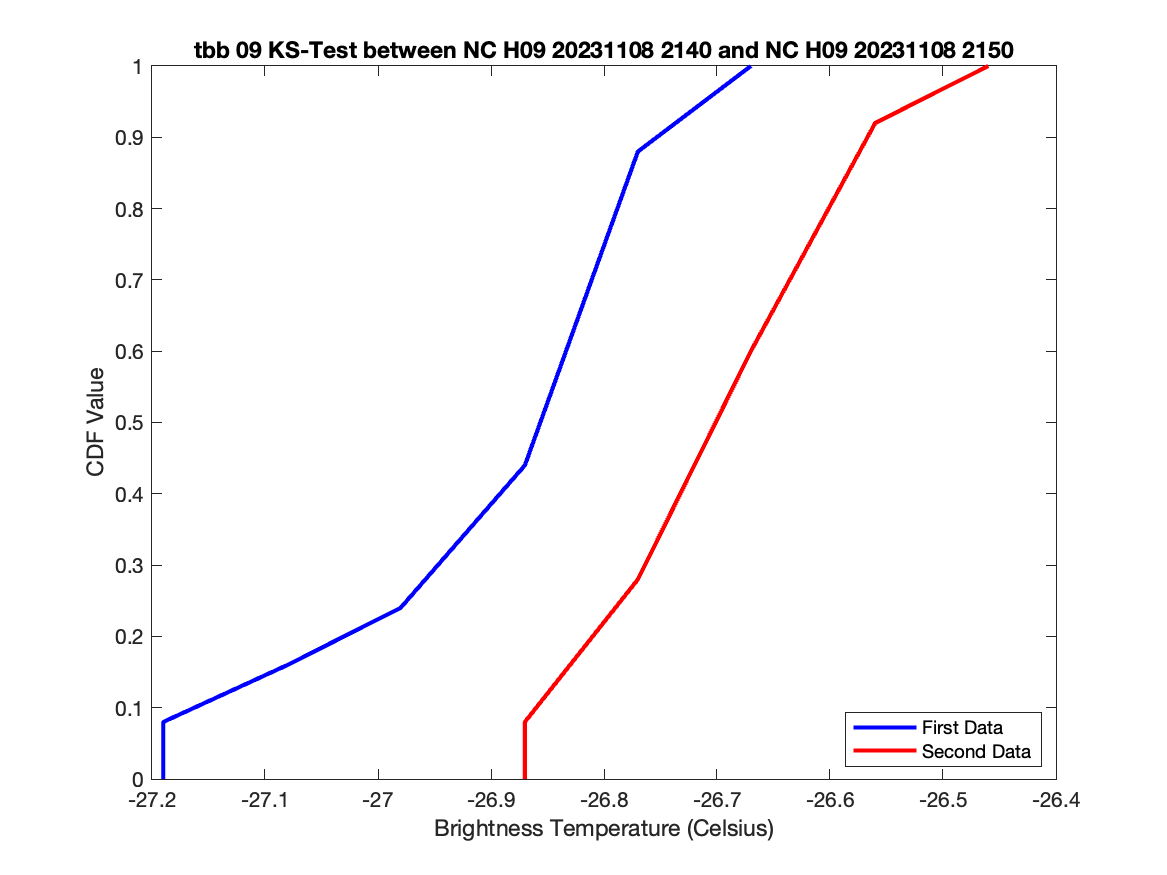 tbb 09 KS-Test between NC H09 20231108 2140 and NC H09 20231108 2150
1
0.9
0.8
0.7
0.6
0.5
0.4
0.3
0.2
0.1
0
CDF Value
First Data
Second Data
-27.2 -27.1 -27 -26.9 -26.8 -26.7 -26.6 -26.5 -26.4
Brightness Temperature (Celsius)